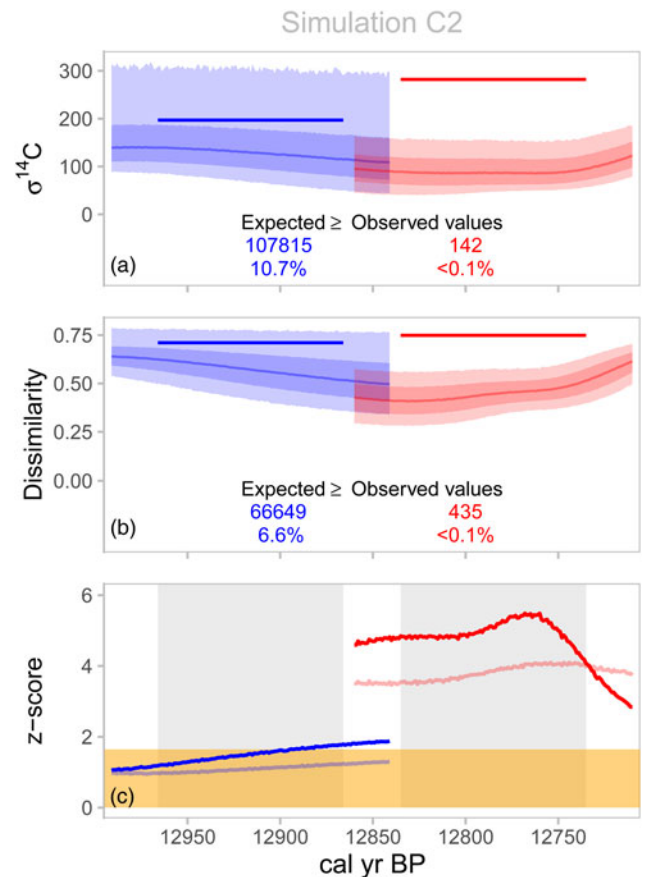 Simulation C2
300
200
100
0
σ¹⁴C
Expected ≥ Observed values
107815 142
10.7% <0.1%
(a)
0.75
0.50
0.25
0.00
Dissimilarity
Expected ≥ Observed values
66649 435
6.6% <0.1%
(b)
6
4
2
0
z−score
(c)
12950 12900 12850 12800 12750
cal yr BP